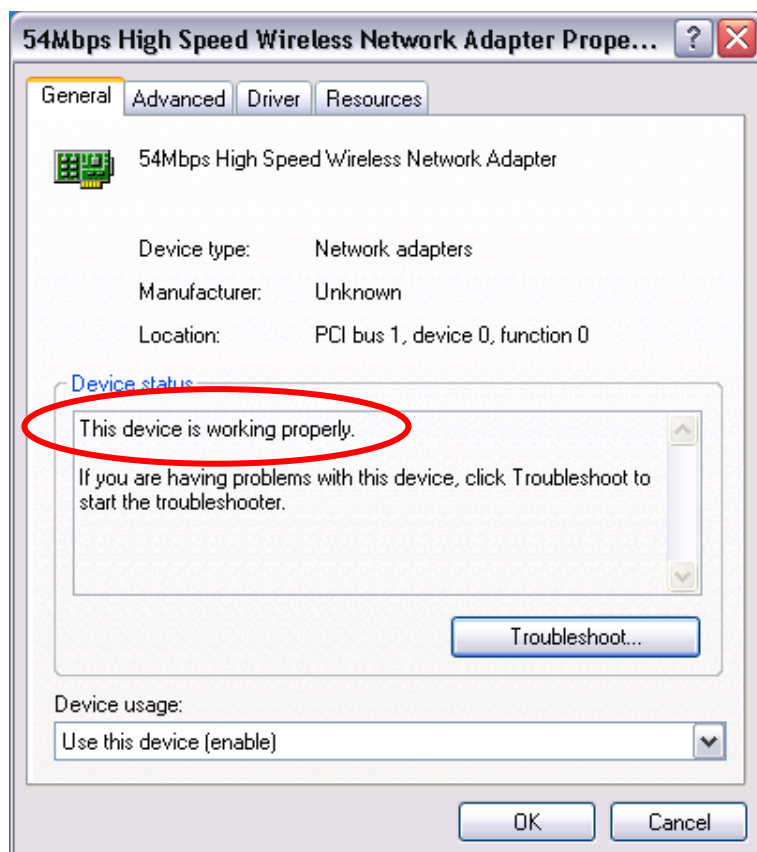 54Mbps High Speed Wireless Network Adapter Prope...
General Advanced Driver Resources
54Mbps High Speed Wireless Network Adapter
Device type: Network adapters
Manufacturer: Unknown
Location: PCI bus 1, device 0, function 0
Device status
This device is working properly.
If you are having problems with this device, click Troubleshoot to
start the troubleshooter.
Troubleshoot...
Device usage:
Use this device (enable)
OK Cancel